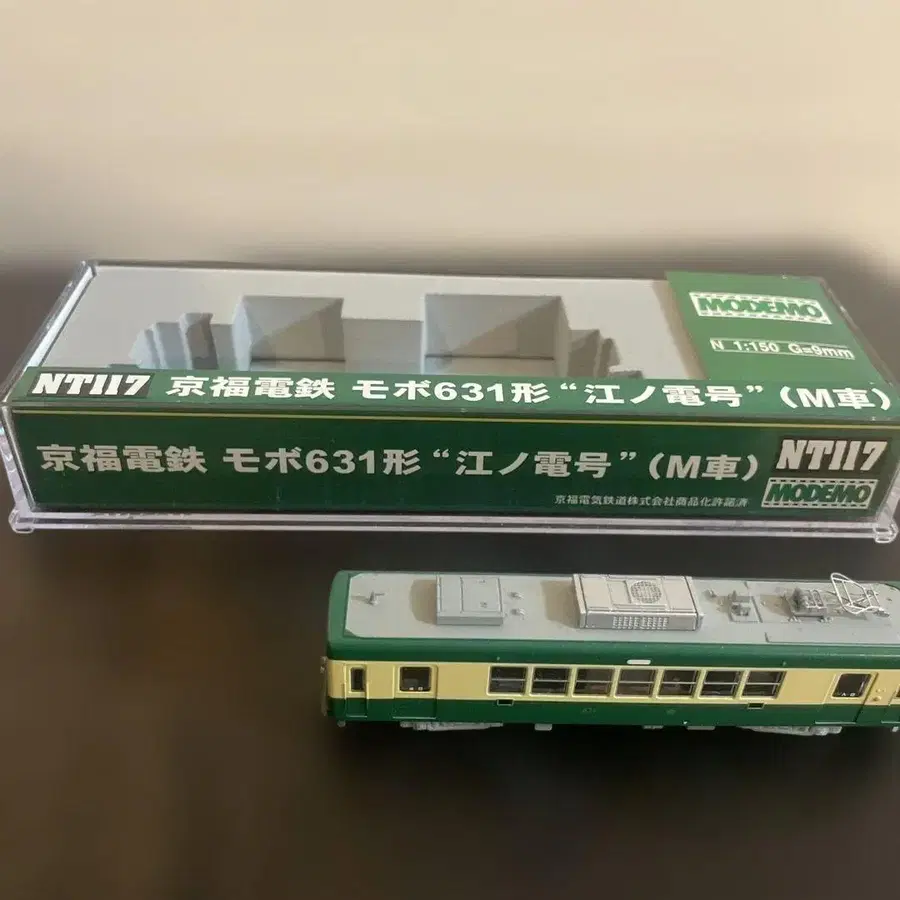 MODEMO
N 1:150 G=9mm
NT117 京福電鉄 モボ631形“江ノ電号”(M車)
京福電鉄 モボ631形“江ノ電号”(M車) NT117
MODEMO
京福電気鉄道株式会社商品化許諾済